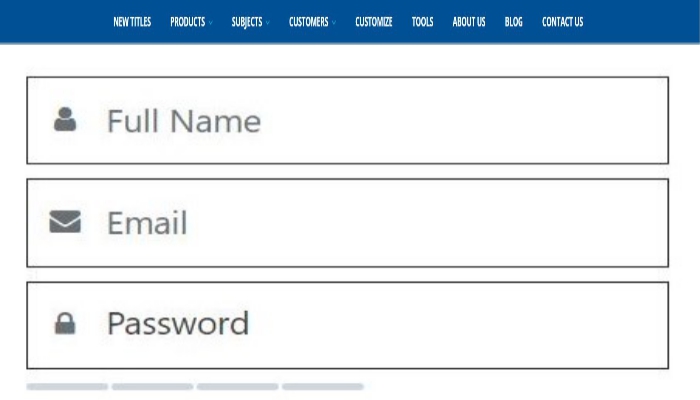 NEW TITLES PRODUCTS SUBJECTS CUSTOMERS CUSTOMIZE TOOLS ABOUT US BLOG CONTACT US
Full Name
Email
Password